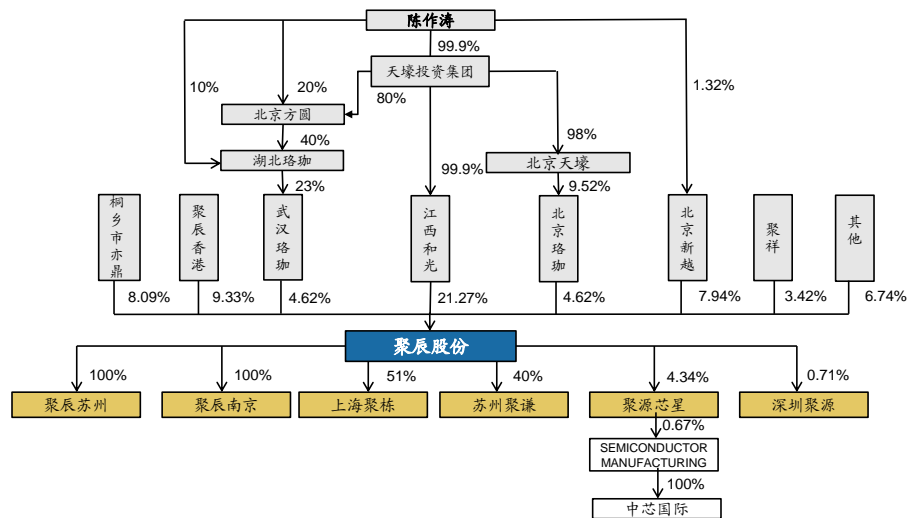 陈作涛
99.9%
天壕投资集团
10%
20%
80%
1.32%
北京方圆
40%
98%
湖北珞珈
北京天壕
99.9%
23%
9.52%
桐乡市亦鼎
聚辰香港
武汉珞珈
江西和光
北京珞珈
北京新越
聚祥
其他
8.09%
9.33%
4.62%
21.27%
4.62%
7.94%
3.42%
6.74%
聚辰股份
100%
100%
51%
40%
4.34%
0.71%
聚辰苏州
聚辰南京
上海聚栋
苏州聚谦
聚源芯星
深圳聚源
0.67%
SEMICONDUCTOR
MANUFACTURING
100%
中芯国际